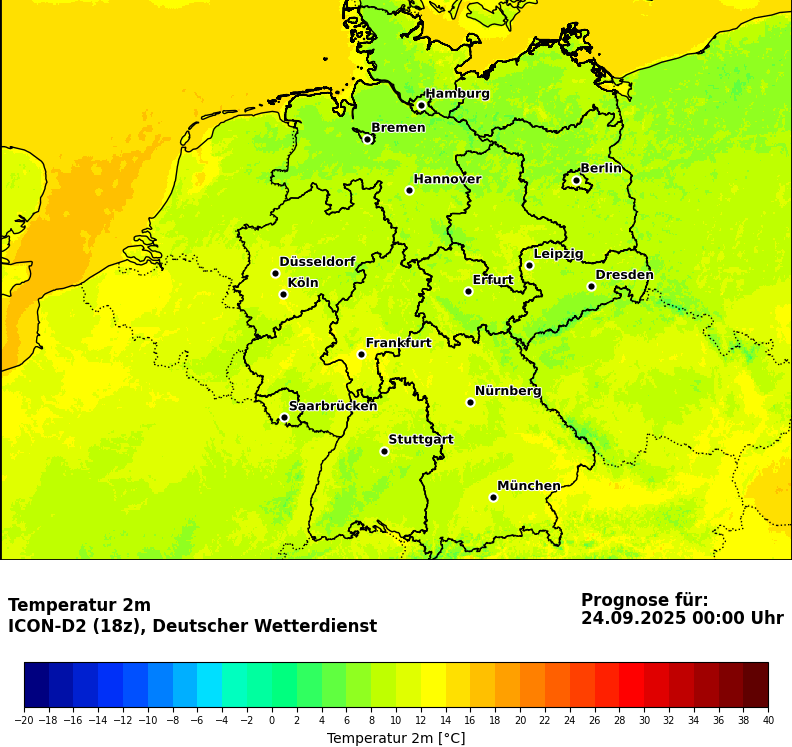 Hamburg
Bremen
Berlin
Hannover
Leipzig
Düsseldorf
Dresden
Köln
Erfurt
Frankfurt
Nürnberg
Saarbrücken
Stuttgart
München
Temperatur 2m
ICON-D2 (18z), Deutscher Wetterdienst
Prognose für:
24.09.2025 00:00 Uhr
−20 −18 −16 −14 −12 −10 −8 −6 −4 −2 0 2 4 6 8 10 12 14 16 18 20 22 24 26 28 30 32 34 36 38 40
Temperatur 2m [°C]